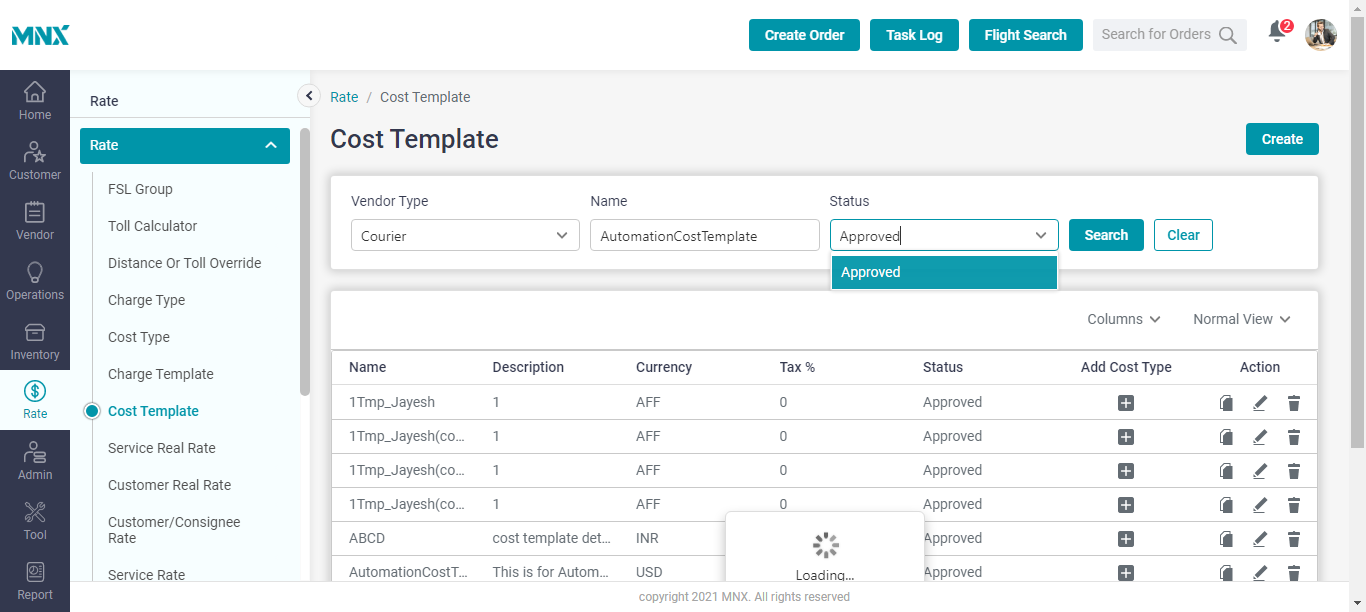 MNX
Create Order
Task Log
Flight Search
Search for Orders
2
Home
Customer
Vendor
Operations
Inventory
Rate
Admin
Tool
Report
Rate
Rate
FSL Group
Toll Calculator
Distance Or Toll Override
Charge Type
Cost Type
Charge Template
Cost Template
Service Real Rate
Customer Real Rate
Customer/Consignee
Rate
Service Rate
Rate / Cost Template
Cost Template
Create
Vendor Type
Name
Status
Courier
AutomationCostTemplate
Approved
Search
Clear
Approved
Columns
Normal View
Name Description Currency Tax % Status Add Cost Type Action
1Tmp_Jayesh 1 AFF 0 Approved
1Tmp_Jayesh(co... 1 AFF 0 Approved
1Tmp_Jayesh(co... 1 AFF 0 Approved
1Tmp_Jayesh(co... 1 AFF 0 Approved
ABCD cost template det... INR Approved
AutomationCostT... This is for Autom... USD Approved
Loading...
copyright 2021 MNX. All rights reserved